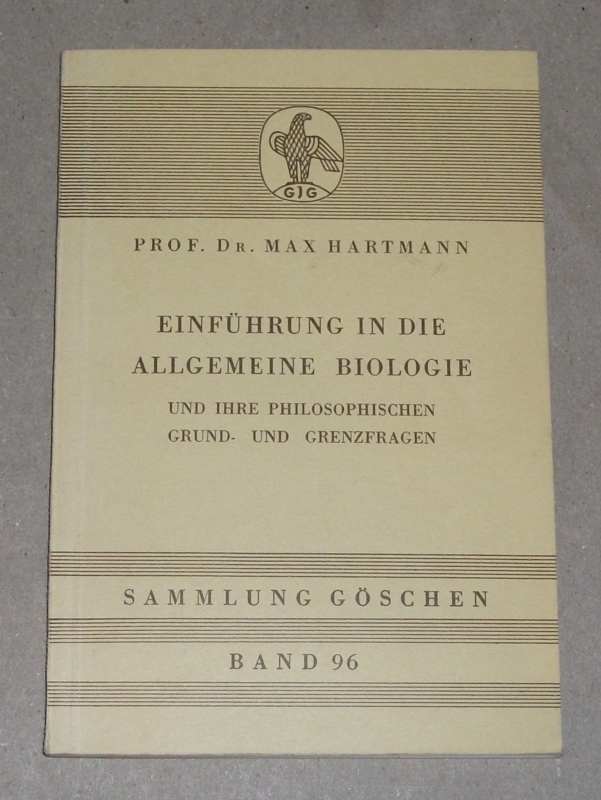 GJG
PROF. DR. MAX HARTMANN
EINFÜHRUNG IN DIE
ALLGEMEINE BIOLOGIE
UND IHRE PHILOSOPHISCHEN
GRUND- UND GRENZFRAGEN
SAMMLUNG GÖSCHEN
BAND 96